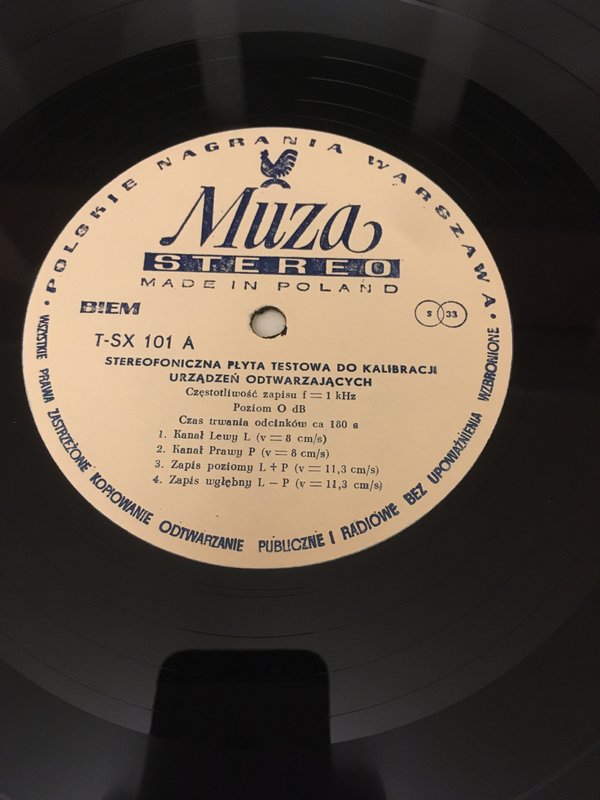 POLSKIE NAGRANIA WARSZAWA
Muza
STEREO
MADE IN POLAND
BIEM
S 33
T-SX 101 A
STEREOFONICZNA PŁYTA TESTOWA DO KALIBRACJI
URZĄDZEŃ ODTWARZAJĄCYCH
Częstotliwość zapisu f = 1 kHz
Poziom O dB
Czas trwania odcinków ca 180 s
1. Kanał Lewy L (v = 8 cm/s)
2. Kanał Prawy P (v = 8 cm/s)
3. Zapis poziomy L + P (v = 11,3 cm/s)
4. Zapis wgłębny L – P (v = 11,3 cm/s)
• WSZYSTKIE PRAWA ZASTRZEŻONE KOPIOWANIE ODTWARZANIE PUBLICZNE I RADIOWE BEZ UPOWAŻNIENIA WZBRONIONE •